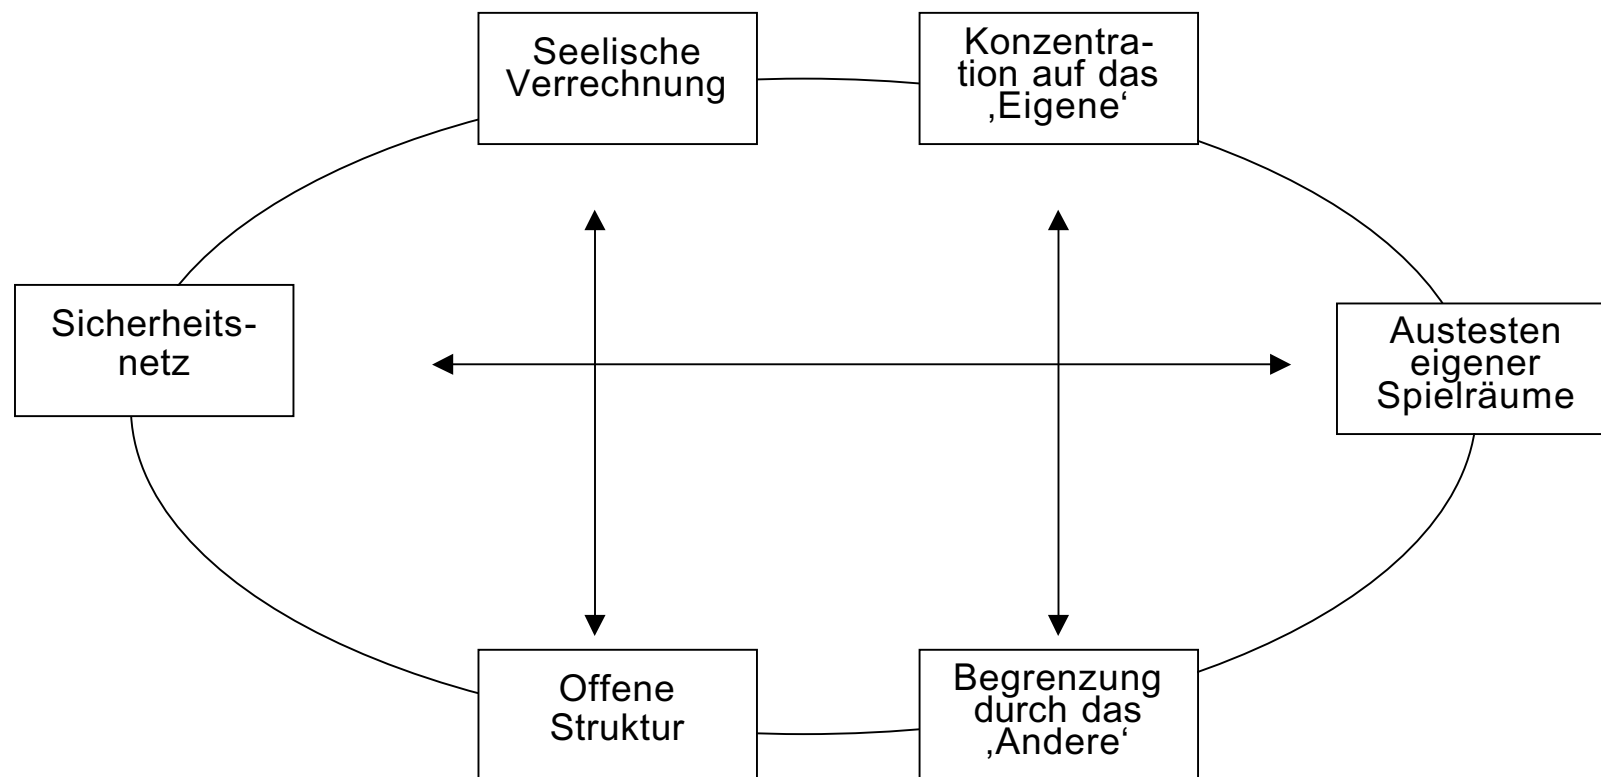 Seelische
Verrechnung
Konzentra-
tion auf das
‚Eigene‘
Sicherheits-
netz
Austesten
eigener
Spielräume
Offene
Struktur
Begrenzung
durch das
‚Andere‘